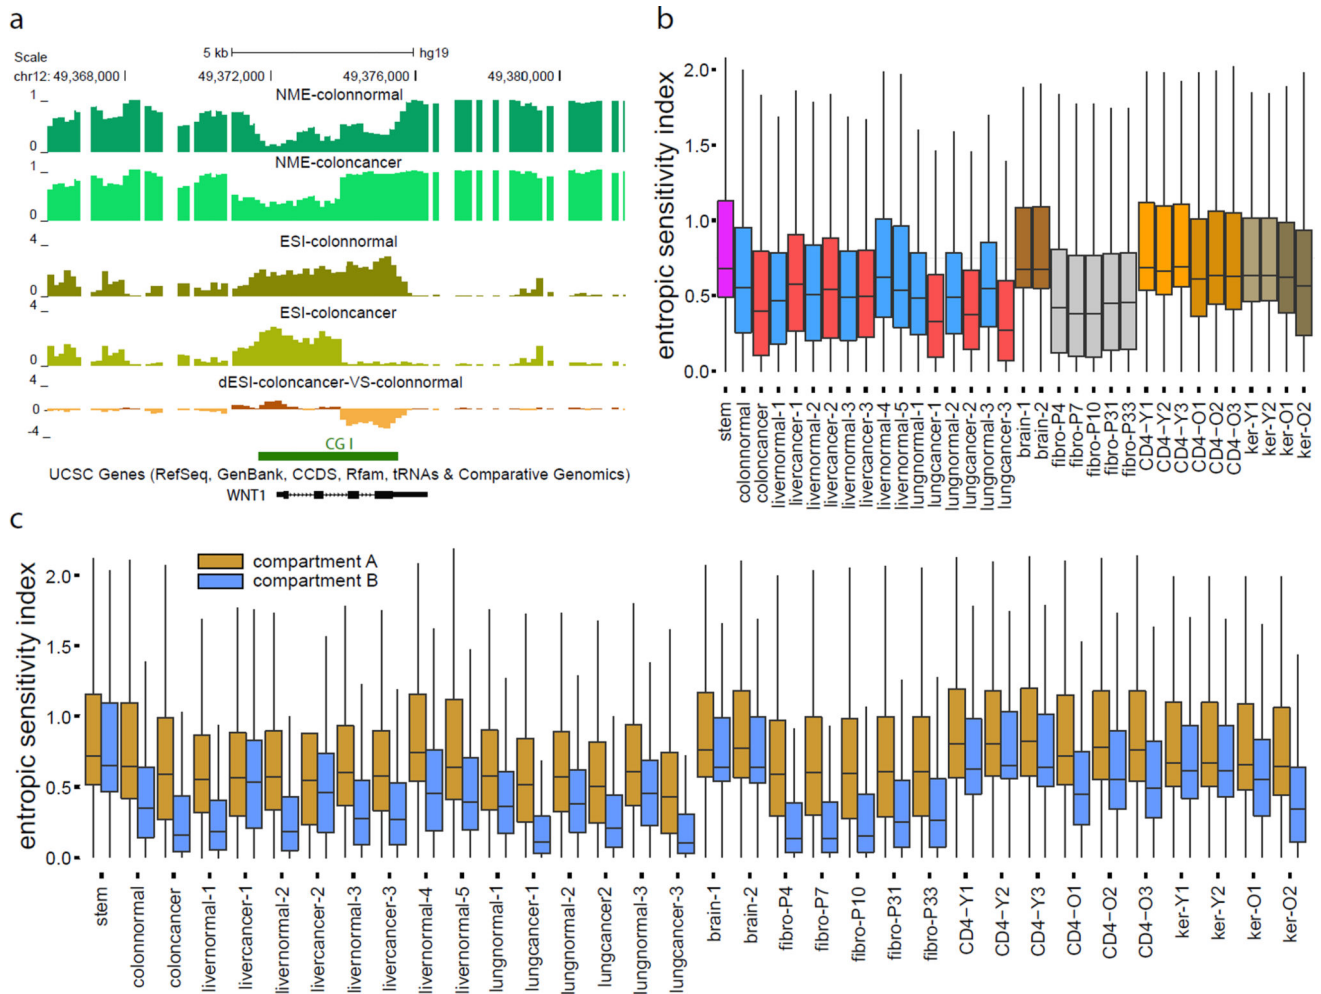 a
5 kb
hg19
Scale
chr12: 49,368,000 49,372,000 49,376,000 49,380,000
NME-colonnormal
1
0
NME-coloncancer
1
0
ESI-colonnormal
4
0
ESI-coloncancer
4
0
dESI-coloncancer-VS-colonnormal
4
0
-4
CG I
UCSC Genes (RefSeq, GenBank, CCDS, Rfam, tRNAs & Comparative Genomics)
WNT1
b
entropic sensitivity index
2.0
1.5
1.0
0.5
0.0
stem
colonnormal
coloncancer
livernormal-1
livercancer-1
livernormal-2
livercancer-2
livernormal-3
livercancer-3
livernormal-4
livernormal-5
lungnormal-1
lungcancer-1
lungnormal-2
lungcancer-2
lungnormal-3
lungcancer-3
brain-1
brain-2
fibro-P4
fibro-P7
fibro-P10
fibro-P31
fibro-P33
CD4-Y1
CD4-Y2
CD4-Y3
CD4-O1
CD4-O2
CD4-O3
ker-Y1
ker-Y2
ker-O1
ker-O2
c
compartment A
compartment B
entropic sensitivity index
2.0
1.5
1.0
0.5
0.0
stem
colonnormal
coloncancer
livernormal-1
livercancer-1
livernormal-2
livercancer-2
livernormal-3
livercancer-3
livernormal-4
livernormal-5
lungnormal-1
lungcancer-1
lungnormal-2
lungcancer2
lungnormal-3
lungcancer-3
brain-1
brain-2
fibro-P4
fibro-P7
fibro-P10
fibro-P31
fibro-P33
CD4-Y1
CD4-Y2
CD4-Y3
CD4-O1
CD4-O2
CD4-O3
ker-Y1
ker-Y2
ker-O1
ker-O2